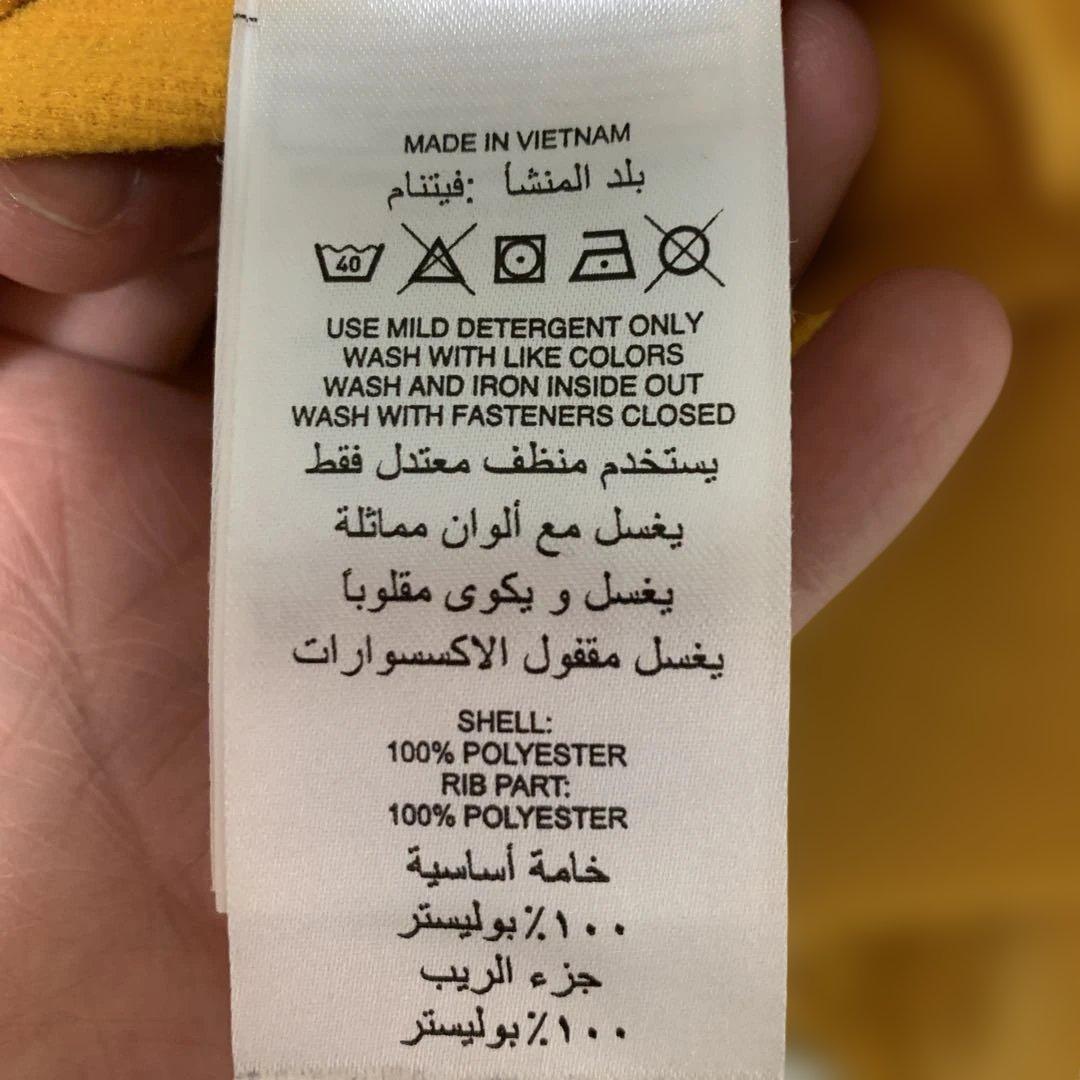 MADE IN VIETNAM
بلد المنشأ :فيتنام
40
USE MILD DETERGENT ONLY
WASH WITH LIKE COLORS
WASH AND IRON INSIDE OUT
WASH WITH FASTENERS CLOSED
يستخدم منظف معتدل فقط
يغسل مع ألوان مماثلة
يغسل و يكوى مقلوباً
يغسل مقفول الاكسسوارات
SHELL:
100% POLYESTER
RIB PART:
100% POLYESTER
خامة أساسية
١٠٠٪ بوليستر
جزء الريب
١٠٠٪ بوليستر